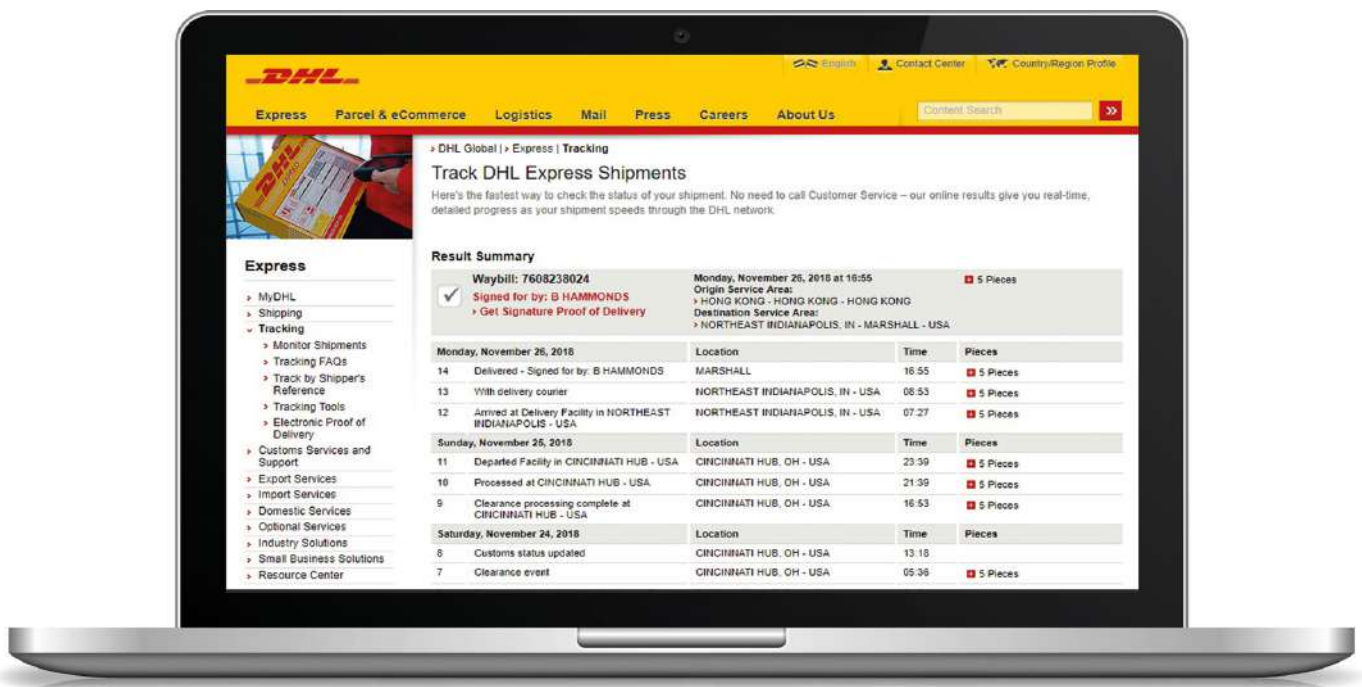 DHL
English Contact Center Country/Region Profile
Express Parcel & eCommerce Logistics Mail Press Careers About Us
Content Search »
› DHL Global | › Express | Tracking
Track DHL Express Shipments
Here's the fastest way to check the status of your shipment. No need to call Customer Service – our online results give you real-time,
detailed progress as your shipment speeds through the DHL network.
Express
› MyDHL
› Shipping
Tracking
› Monitor Shipments
› Tracking FAQs
› Track by Shipper's
Reference
› Tracking Tools
› Electronic Proof of
Delivery
› Customs Services and
Support
› Export Services
› Import Services
› Domestic Services
› Optional Services
› Industry Solutions
› Small Business Solutions
› Resource Center
Result Summary
Waybill: 7608238024
Signed for by: B HAMMONDS
› Get Signature Proof of Delivery
Monday, November 26, 2018 at 16:55
Origin Service Area:
› HONG KONG - HONG KONG - HONG KONG
Destination Service Area:
› NORTHEAST INDIANAPOLIS, IN - MARSHALL - USA
5 Pieces
Monday, November 26, 2018 Location Time Pieces
14 Delivered - Signed for by: B HAMMONDS MARSHALL 16:55 5 Pieces
13 With delivery courier NORTHEAST INDIANAPOLIS, IN - USA 08:53 5 Pieces
12 Arrived at Delivery Facility in NORTHEAST NORTHEAST INDIANAPOLIS, IN - USA 07:27 5 Pieces
INDIANAPOLIS - USA
Sunday, November 25, 2018 Location Time Pieces
11 Departed Facility in CINCINNATI HUB - USA CINCINNATI HUB, OH - USA 23:39 5 Pieces
10 Processed at CINCINNATI HUB - USA CINCINNATI HUB, OH - USA 21:39 5 Pieces
9 Clearance processing complete at CINCINNATI HUB, OH - USA 16:53 5 Pieces
CINCINNATI HUB - USA
Saturday, November 24, 2018 Location Time Pieces
8 Customs status updated CINCINNATI HUB, OH - USA 13:18
7 Clearance event CINCINNATI HUB, OH - USA 05:36 5 Pieces